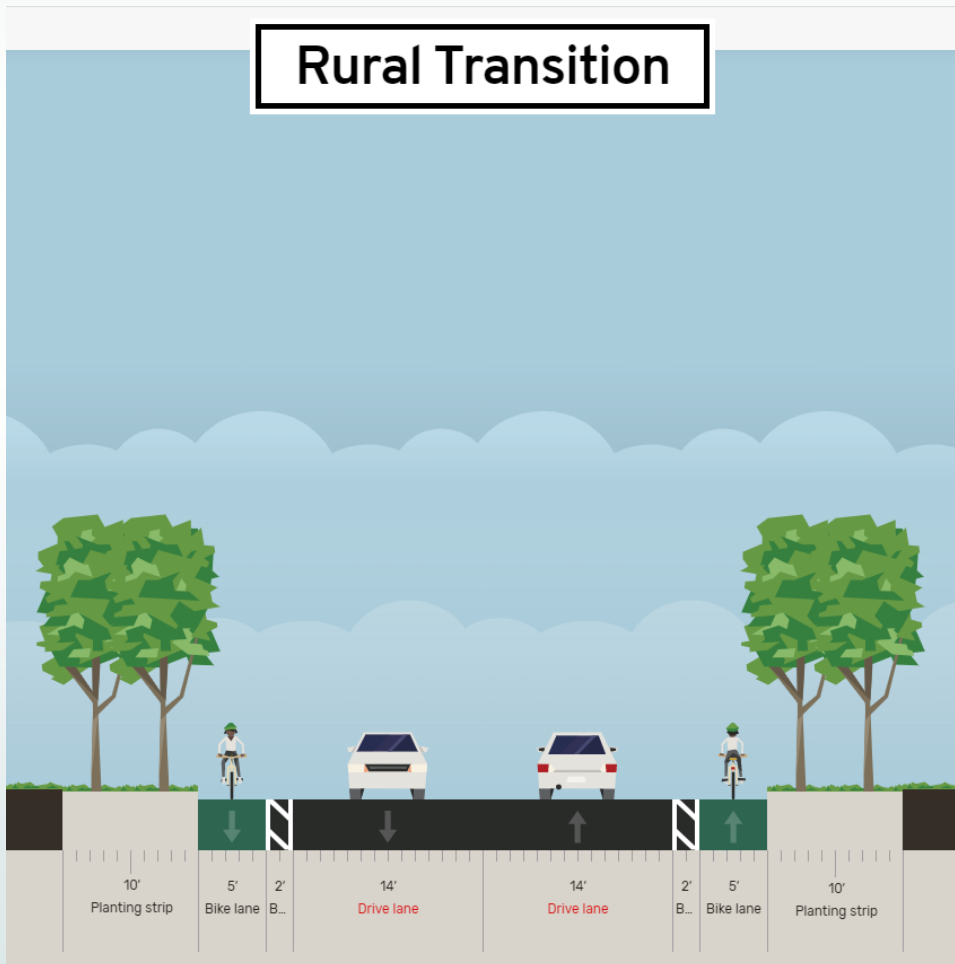 Rural Transition
10'
Planting strip
5'
Bike lane
2'
B...
14'
Drive lane
14'
Drive lane
2'
B...
5'
Bike lane
10'
Planting strip